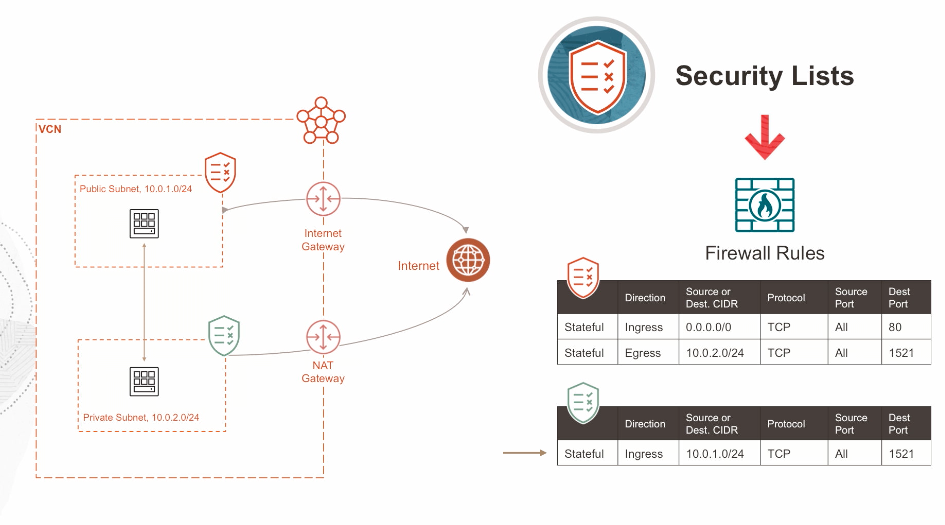 Security Lists
VCN
Public Subnet, 10.0.1.0/24
Internet
Gateway
Internet
NAT
Gateway
Private Subnet, 10.0.2.0/24
Firewall Rules
Direction Source or Dest. CIDR Protocol Source Port Dest Port
Stateful Ingress 0.0.0.0/0 TCP All 80
Stateful Egress 10.0.2.0/24 TCP All 1521
Direction Source or Dest. CIDR Protocol Source Port Dest Port
Stateful Ingress 10.0.1.0/24 TCP All 1521